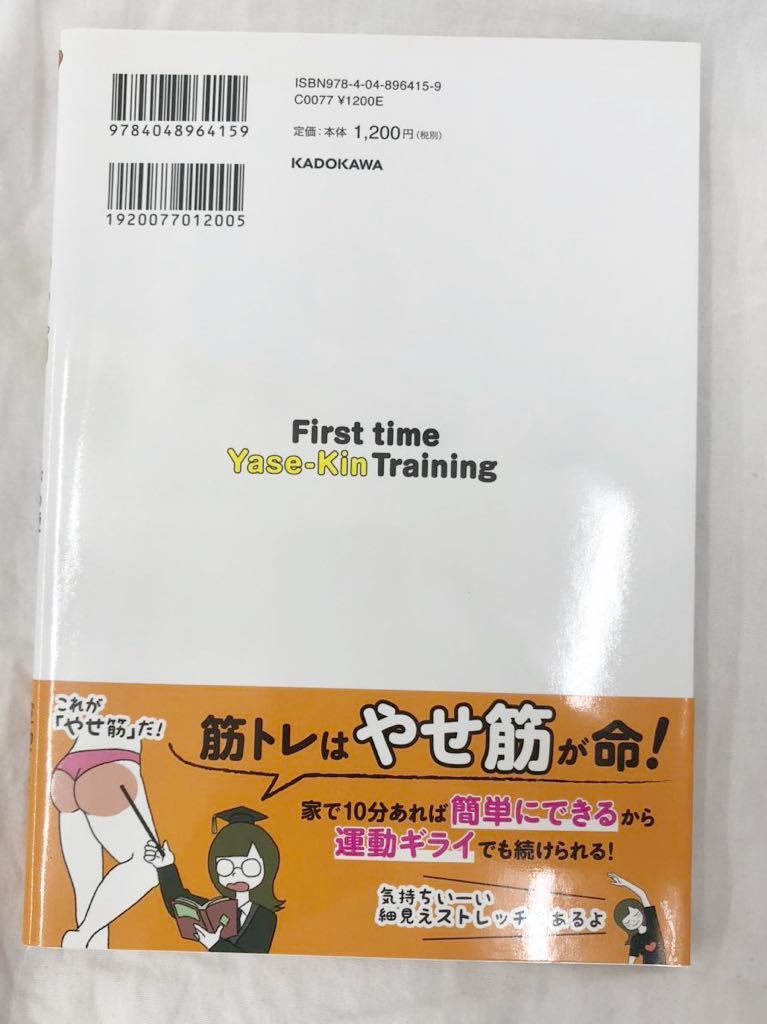 9784048964159
1920077012005
ISBN978-4-04-896415-9
C0077 ¥1200E
定価：本体 1,200円（税別）
KADOKAWA
First time
Yase-Kin Training
これが
「やせ筋」だ！
筋トレは やせ筋 が命！
家で10分あれば簡単にできるから
運動ギライでも続けられる！
気持ちいーい
細見えストレッチ あるよ